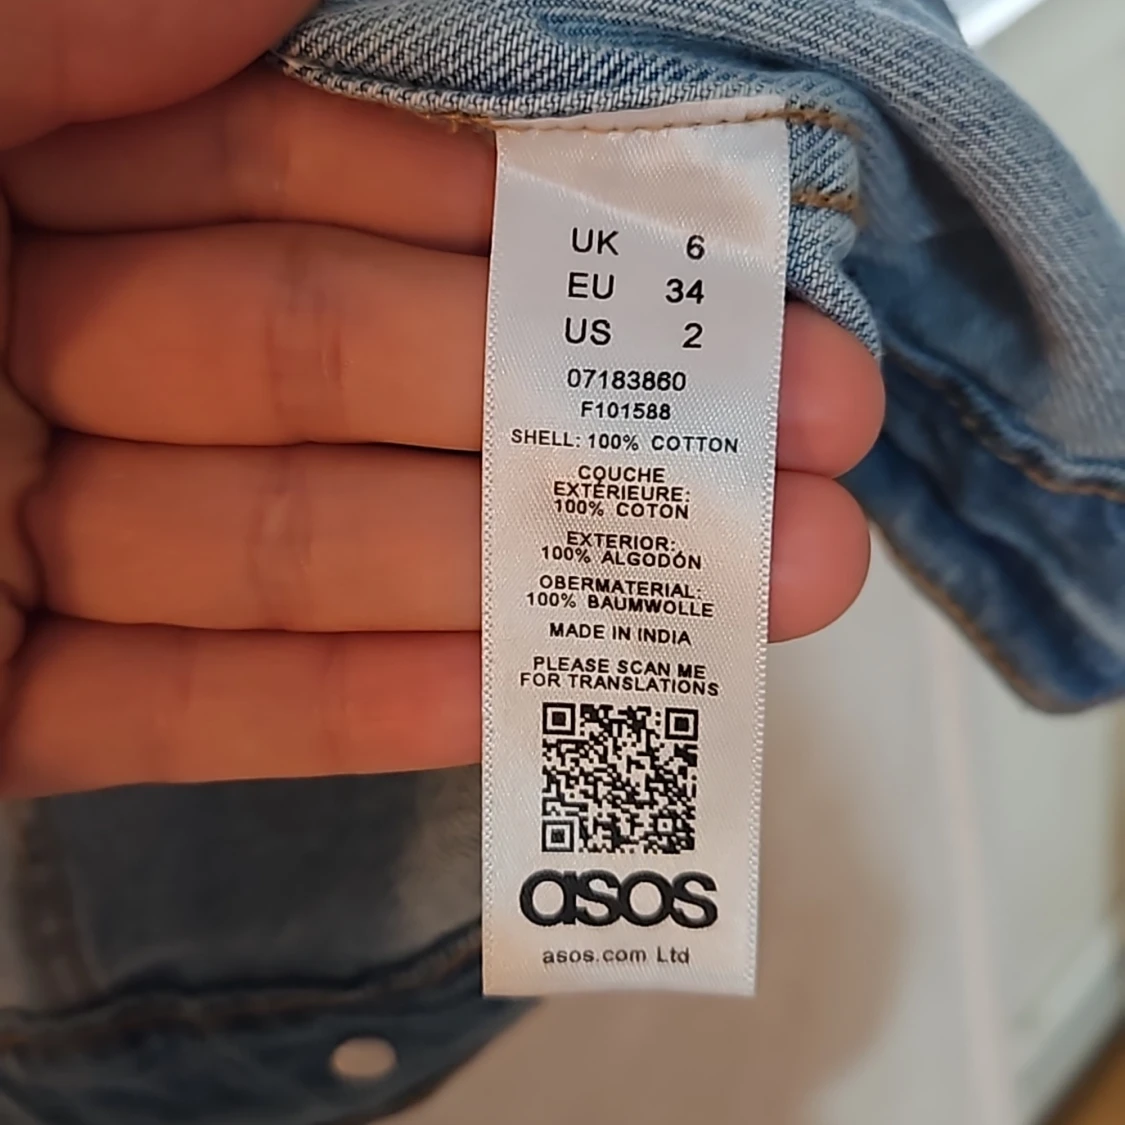 UK 6
EU 34
US 2
07183860
F101588
SHELL: 100% COTTON
COUCHE
EXTÉRIEURE:
100% COTON
EXTERIOR:
100% ALGODÓN
OBERMATERIAL:
100% BAUMWOLLE
MADE IN INDIA
PLEASE SCAN ME
FOR TRANSLATIONS
asos
asos.com Ltd